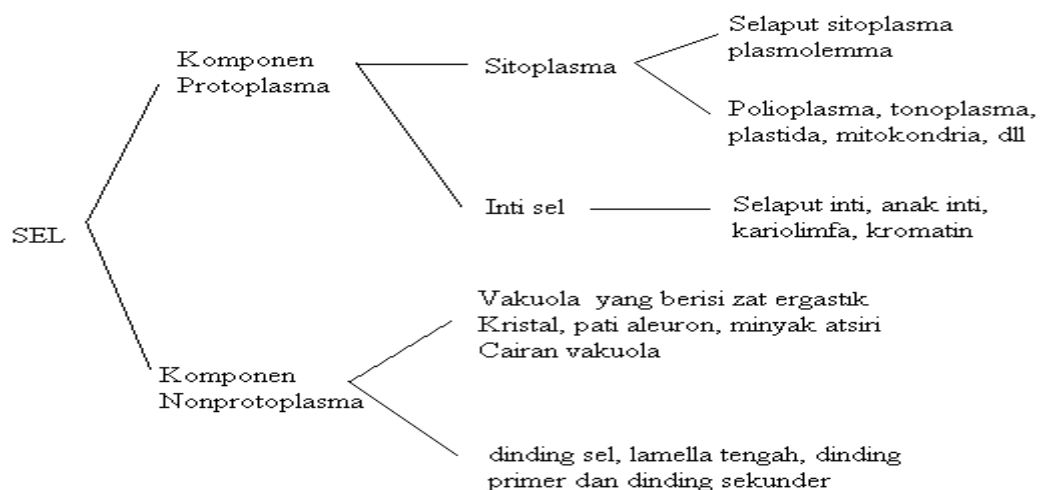 SEL
Komponen
Protoplasma
Sitoplasma
Selaput sitoplasma
plasmolemma
Polioplasma, tonoplasma,
plastida, mitokondria, dll
Inti sel
Selaput inti, anak inti,
kariolimfa, kromatin
Komponen
Nonprotoplasma
Vakuola yang berisi zat ergastik
Kristal, pati aleuron, minyak atsiri
Cairan vakuola
dinding sel, lamella tengah, dinding
primer dan dinding sekunder